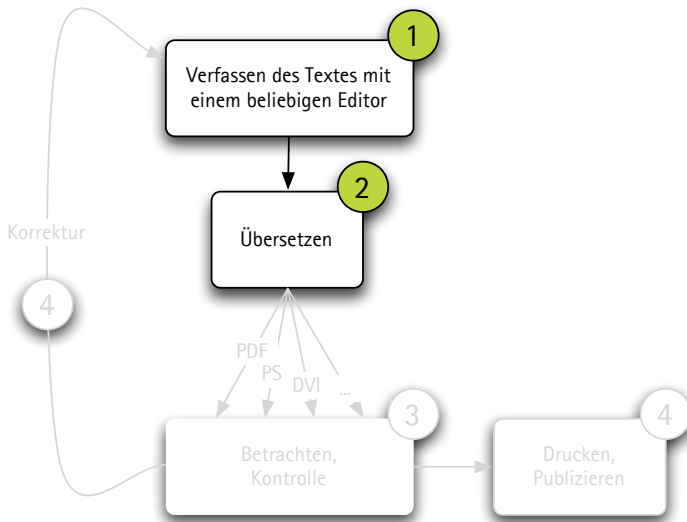 1
Verfassen des Textes mit
einem beliebigen Editor
2
Übersetzen
Korrektur
4
PDF
PS
DVI
...
3
Betrachten,
Kontrolle
4
Drucken,
Publizieren